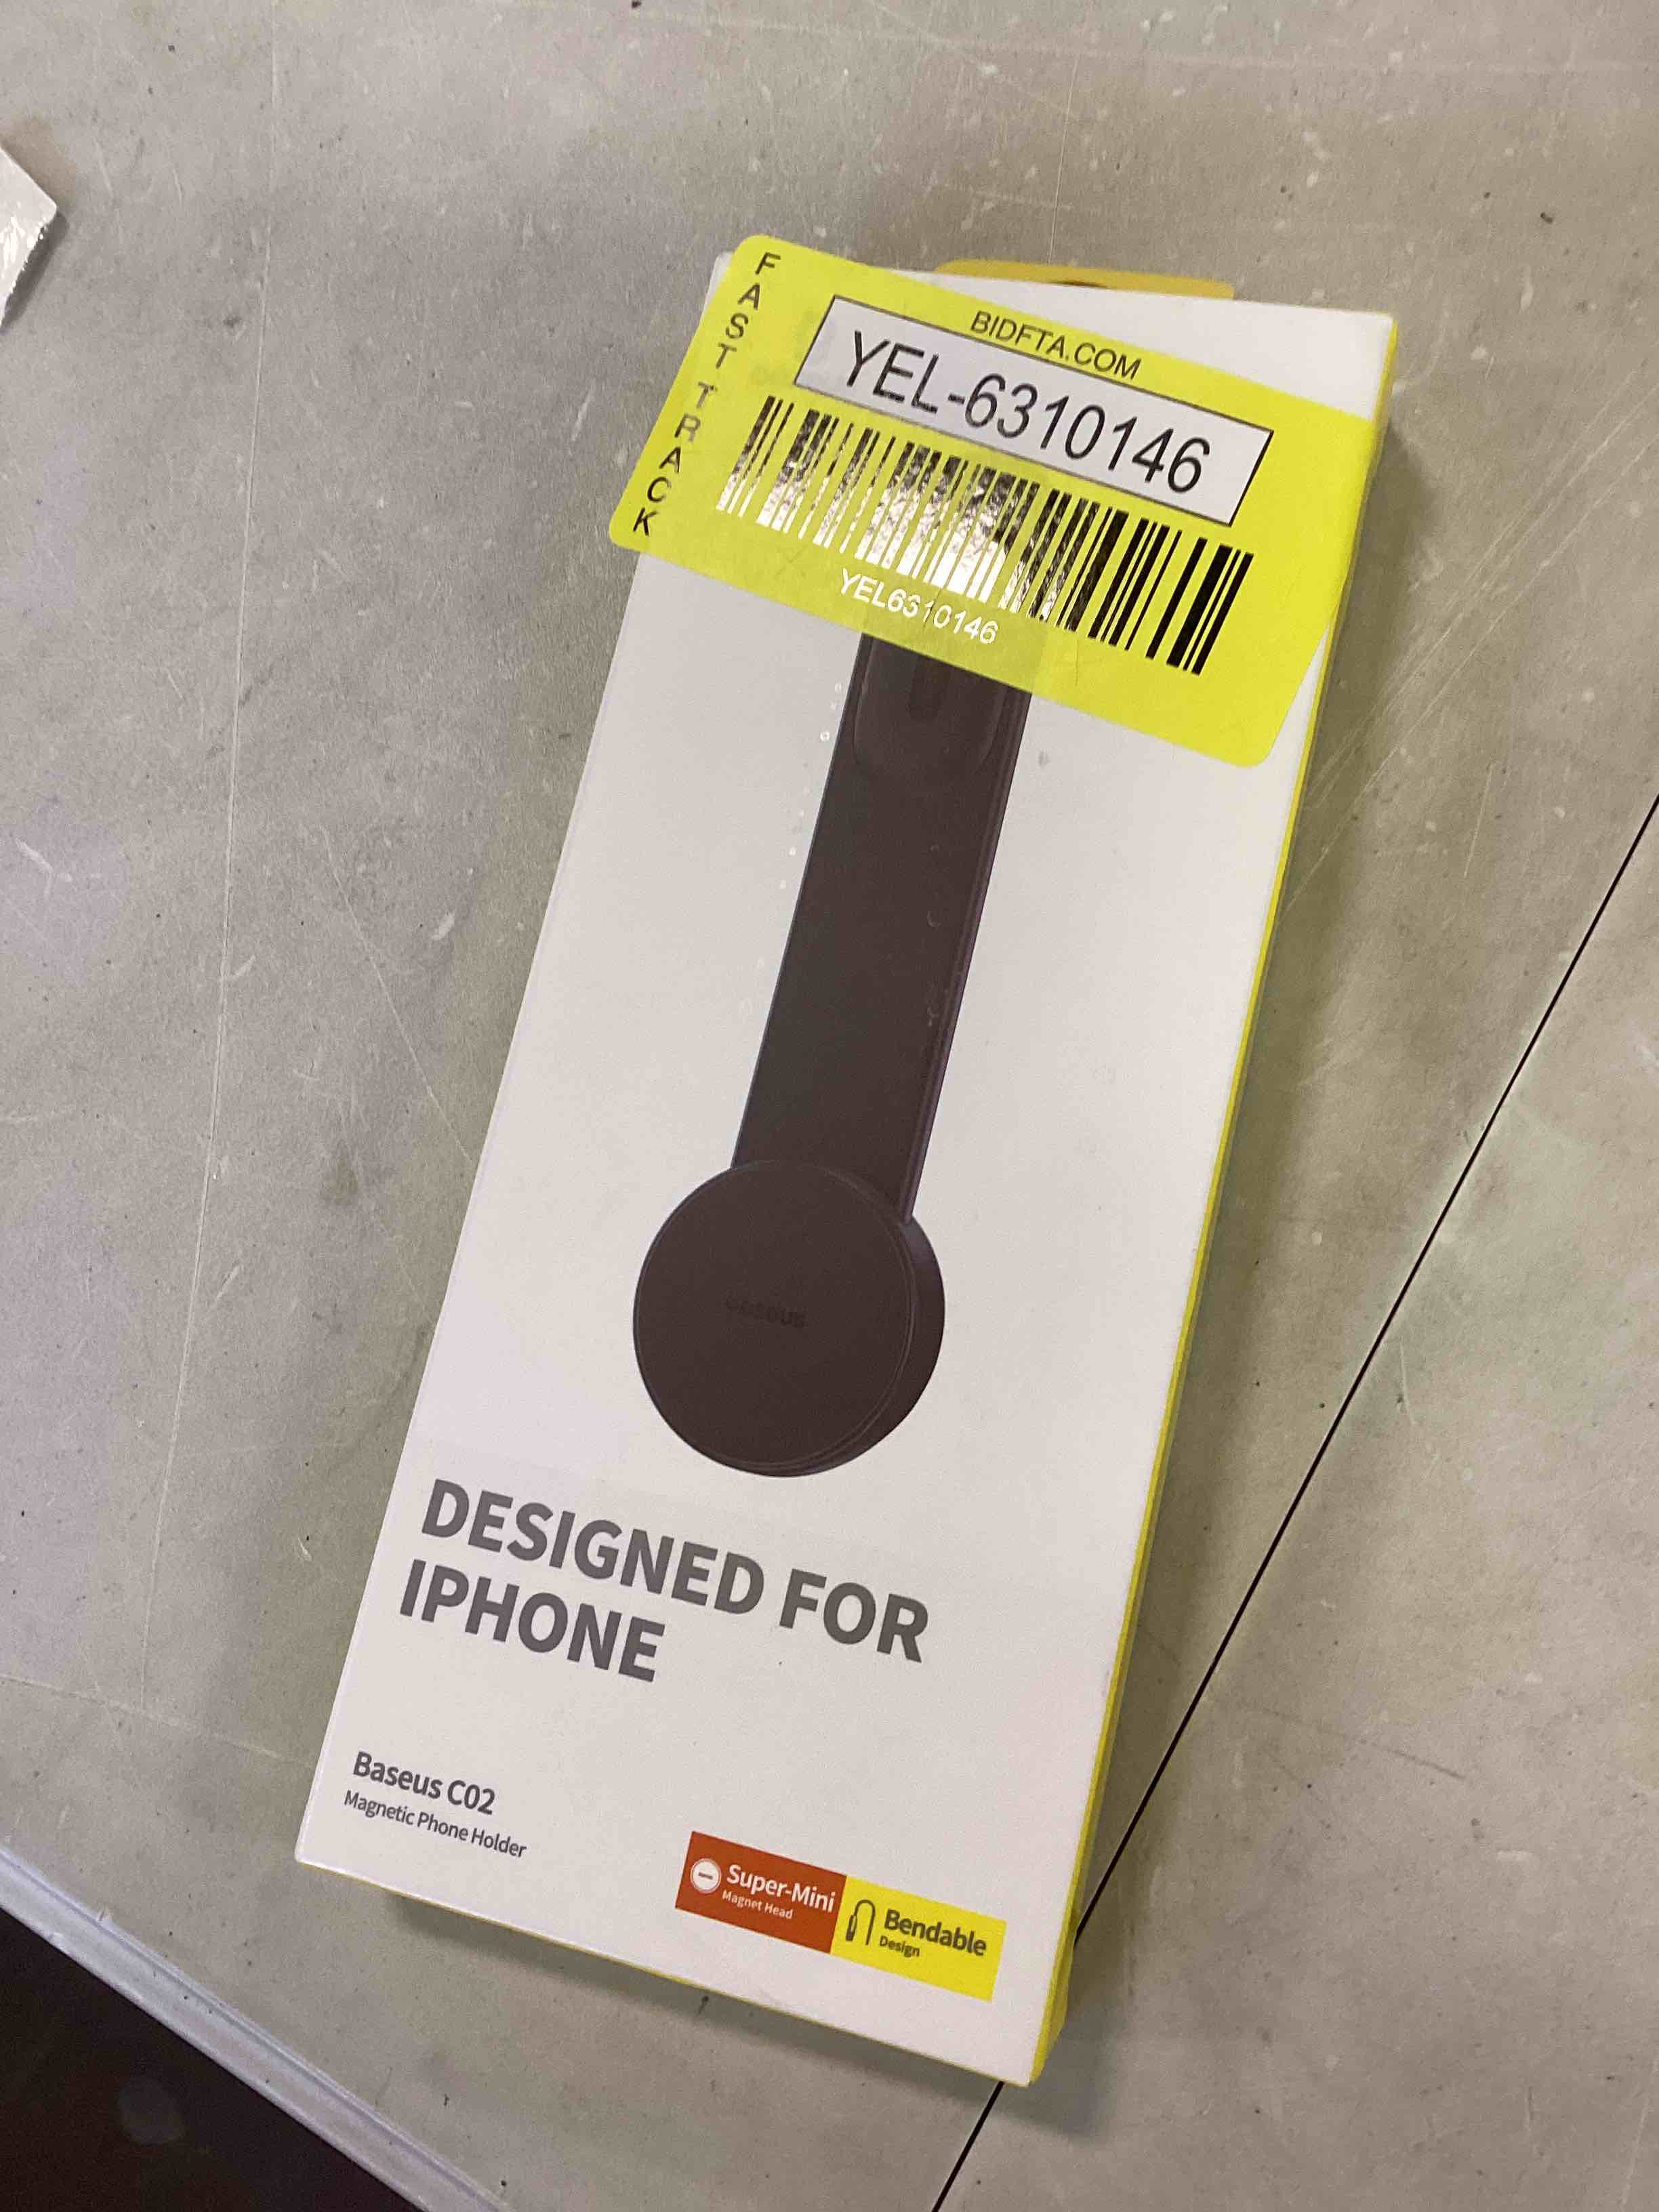 FAST TRACK
BIDFTA.COM
YEL-6310146
YEL6310146
baseus
DESIGNED FOR
IPHONE
Baseus C02
Magnetic Phone Holder
Super-Mini
Magnet Head
Bendable
Design